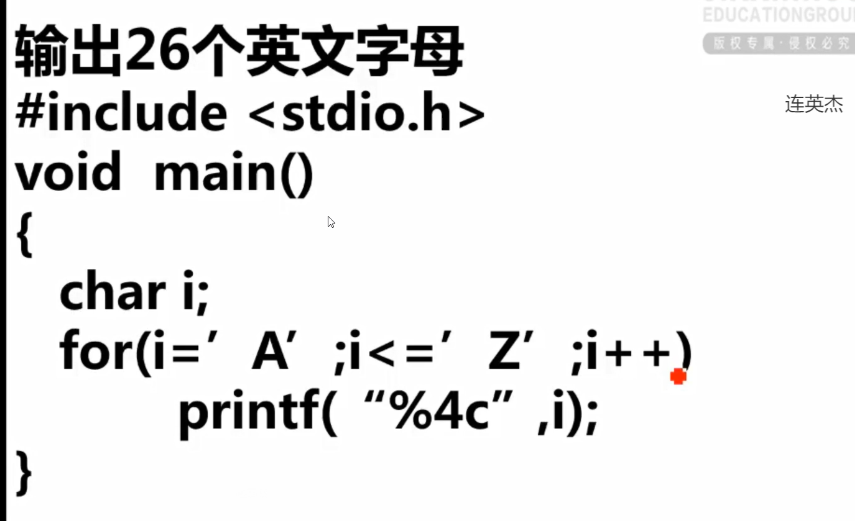 EDUCATIONGROU
版权专属·侵权必究
连英杰
输出26个英文字母
#include <stdio.h>
void  main()
{
char i;
for(i=’ A’ ;i<=’ Z’ ;i++)
printf( “%4c” ,i);
}